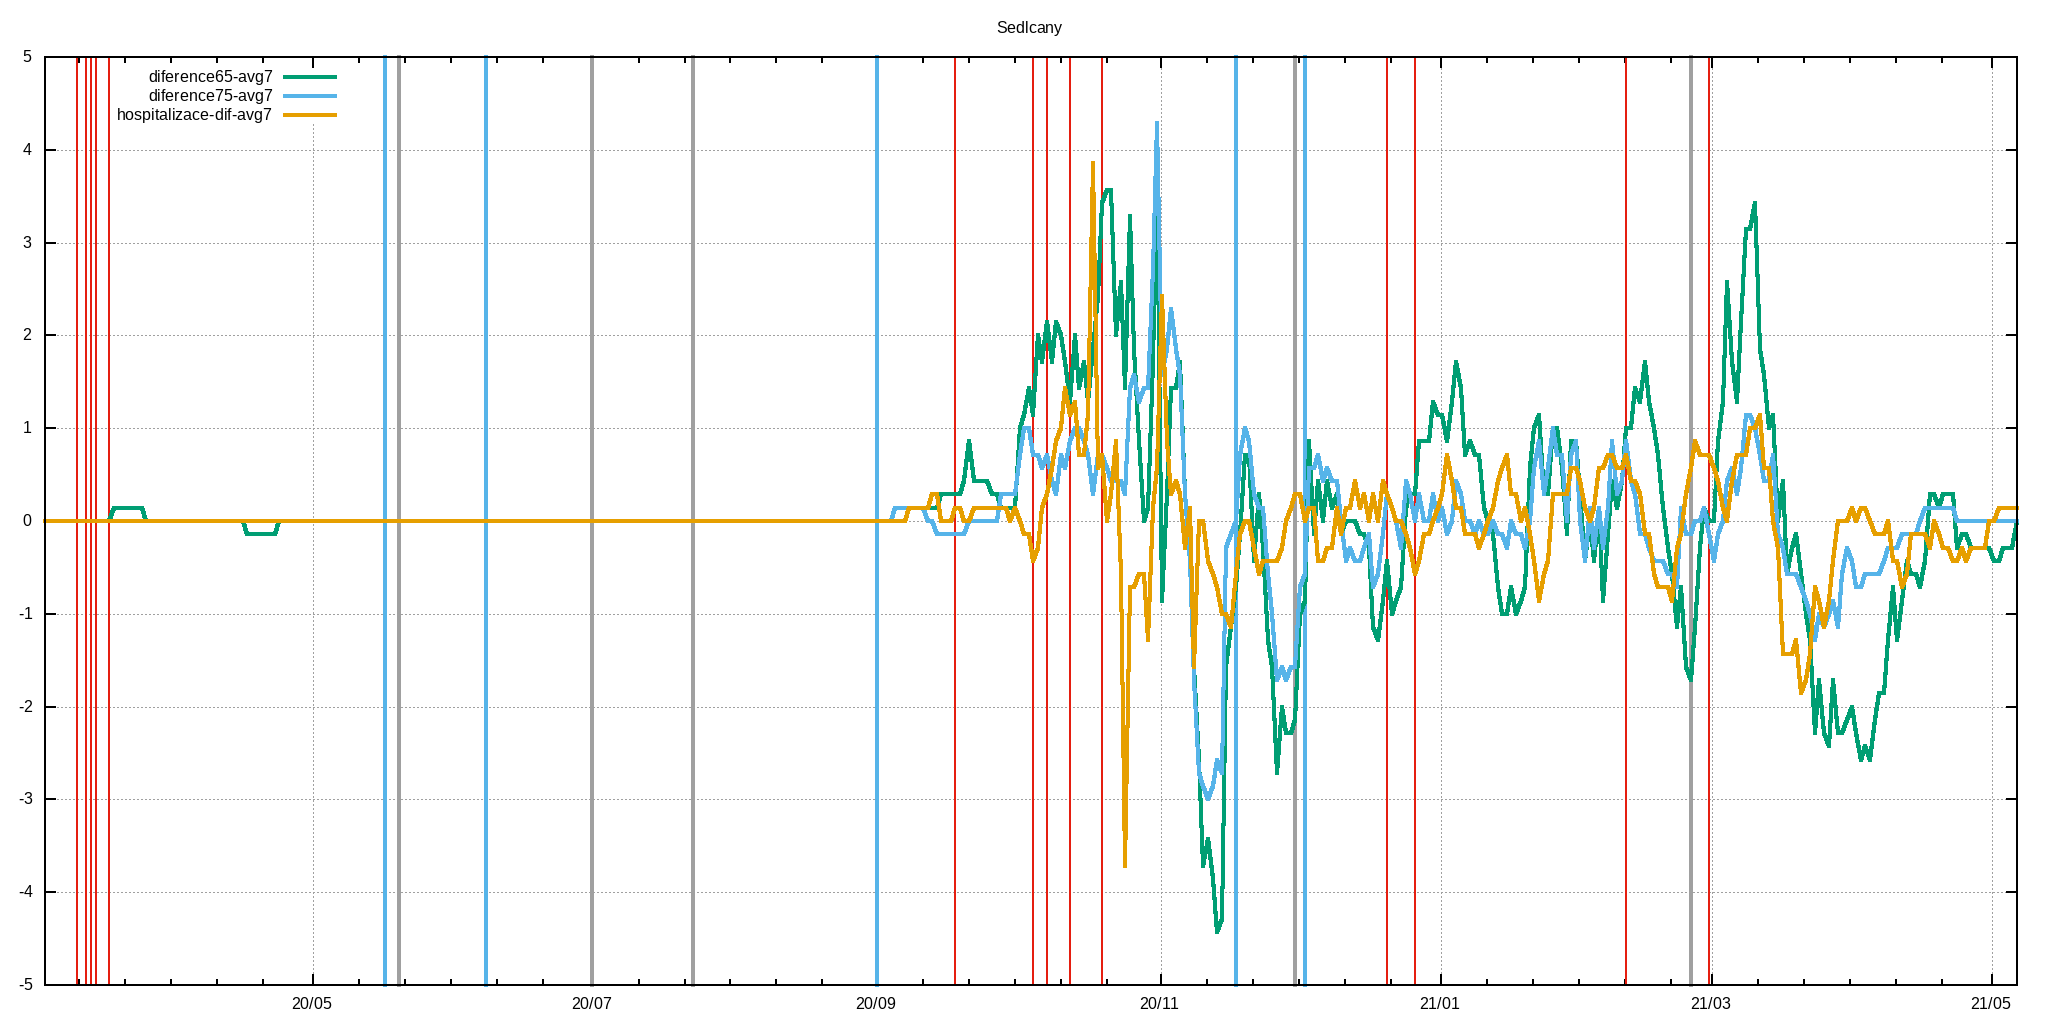 Sedlcany
5
diference65-avg7
diference75-avg7
hospitalizace-dif-avg7
4
3
2
1
0
-1
-2
-3
-4
-5
20/05 20/07 20/09 20/11 21/01 21/03 21/05